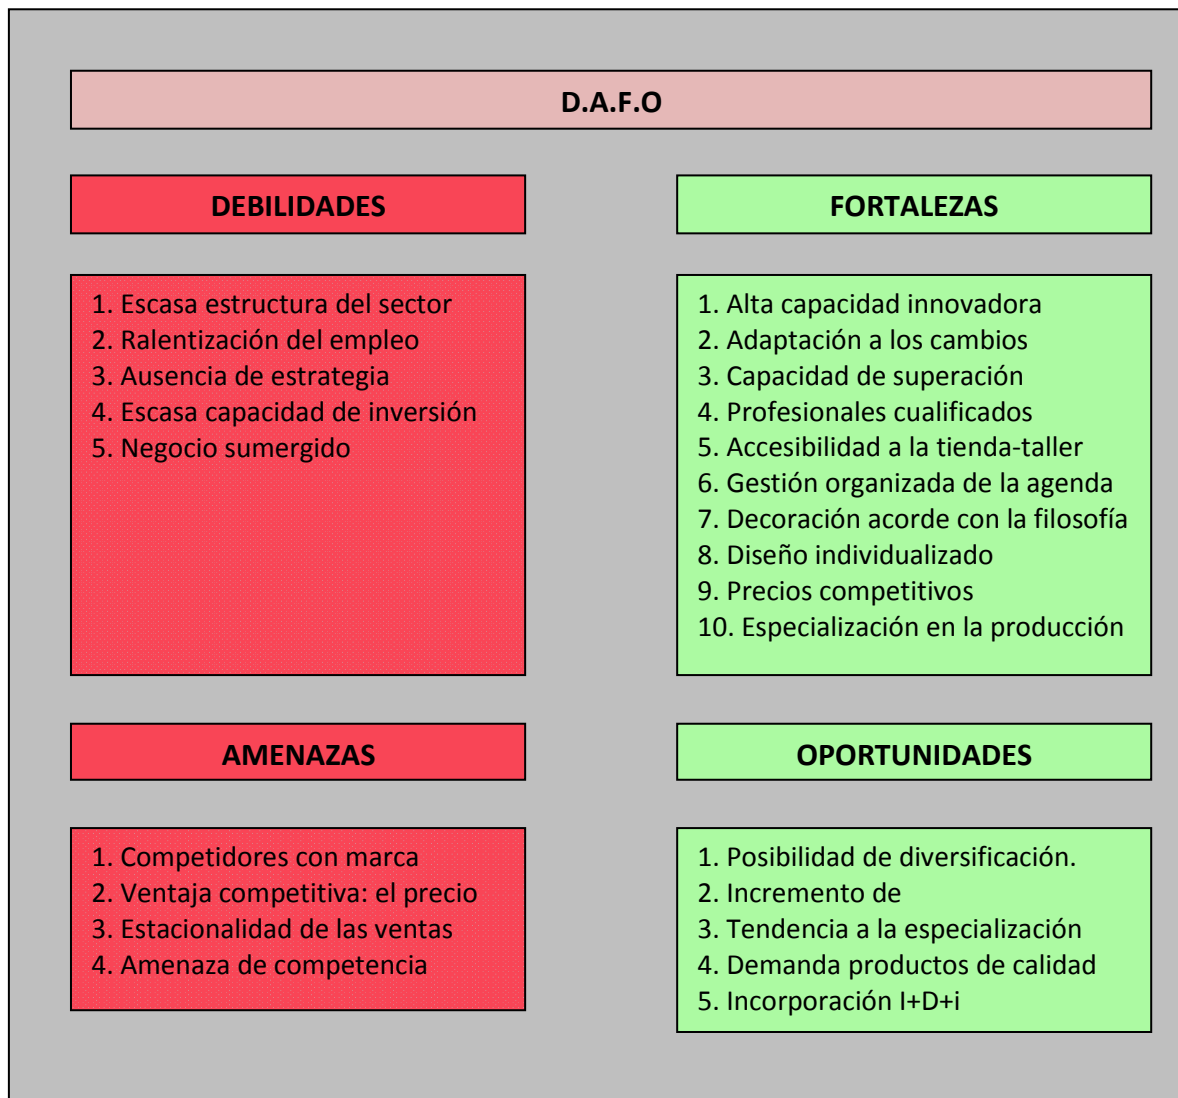 D.A.F.O
DEBILIDADES
1. Escasa estructura del sector
2. Ralentización del empleo
3. Ausencia de estrategia
4. Escasa capacidad de inversión
5. Negocio sumergido
FORTALEZAS
1. Alta capacidad innovadora
2. Adaptación a los cambios
3. Capacidad de superación
4. Profesionales cualificados
5. Accesibilidad a la tienda-taller
6. Gestión organizada de la agenda
7. Decoración acorde con la filosofía
8. Diseño individualizado
9. Precios competitivos
10. Especialización en la producción
AMENAZAS
1. Competidores con marca
2. Ventaja competitiva: el precio
3. Estacionalidad de las ventas
4. Amenaza de competencia
OPORTUNIDADES
1. Posibilidad de diversificación.
2. Incremento de
3. Tendencia a la especialización
4. Demanda productos de calidad
5. Incorporación I+D+i